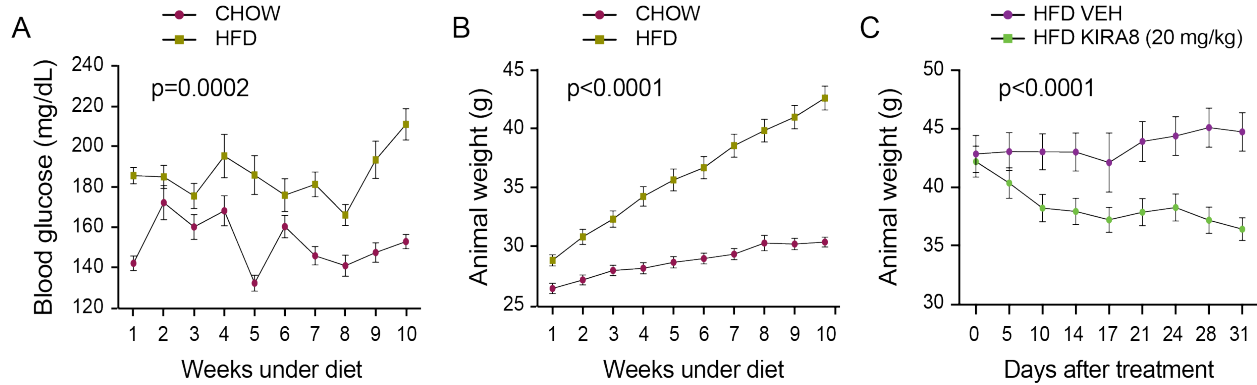 A
CHOW
HFD
Blood glucose (mg/dL)
p=0.0002
240
220
200
180
160
140
120
1 2 3 4 5 6 7 8 9 10
Weeks under diet
B
CHOW
HFD
Animal weight (g)
p<0.0001
45
40
35
30
25
1 2 3 4 5 6 7 8 9 10
Weeks under diet
C
HFD VEH
HFD KIRA8 (20 mg/kg)
Animal weight (g)
p<0.0001
50
45
40
35
30
0 5 10 14 17 21 24 28 31
Days after treatment